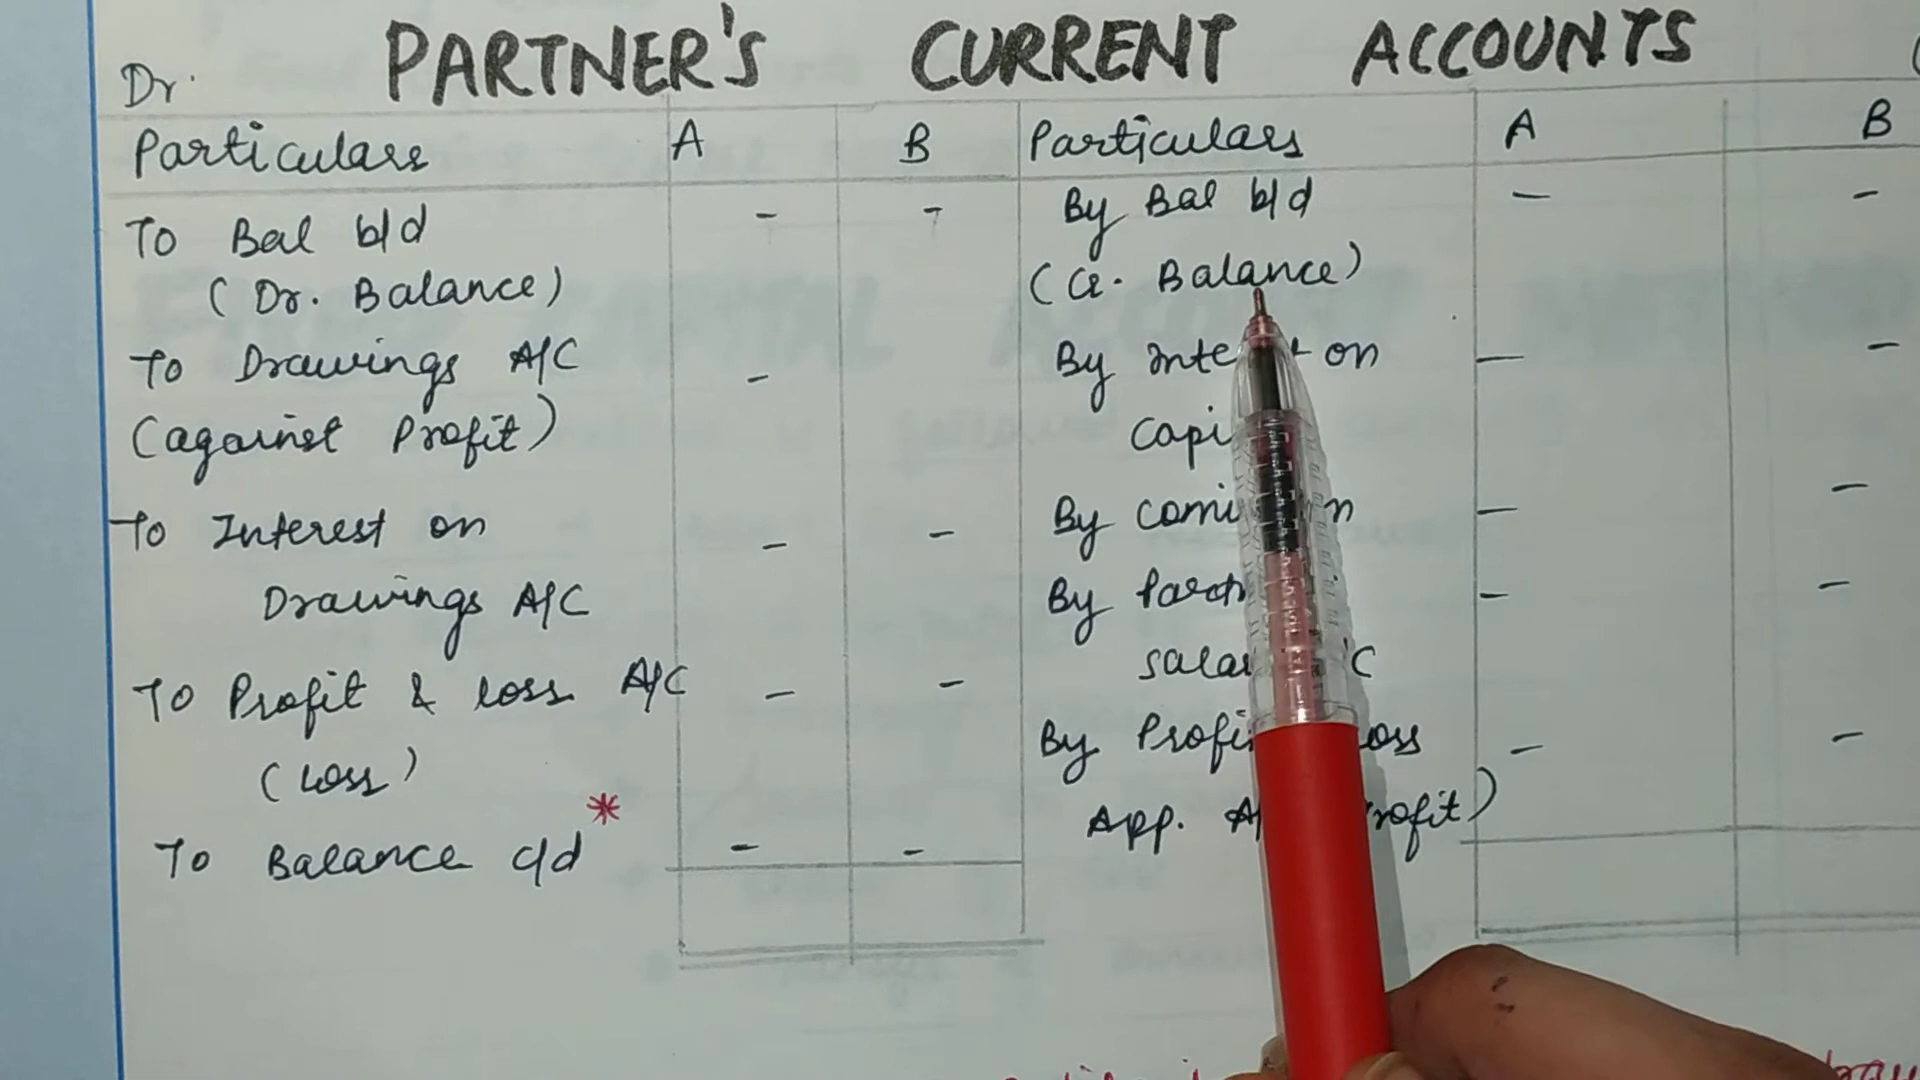 PARTNER'S CURRENT ACCOUNTS
Dr.
Particulars A B Particulars A B
To Bal b/d - - By Bal b/d - -
(Dr. Balance) (Cr. Balance)
To Drawings A/C - By on - -
(against Profit)
To Interest on - - By - -
Drawings A/C By - -
To Profit & loss A/C - - By - -
(Loss) App.
To Balance c/d * - -